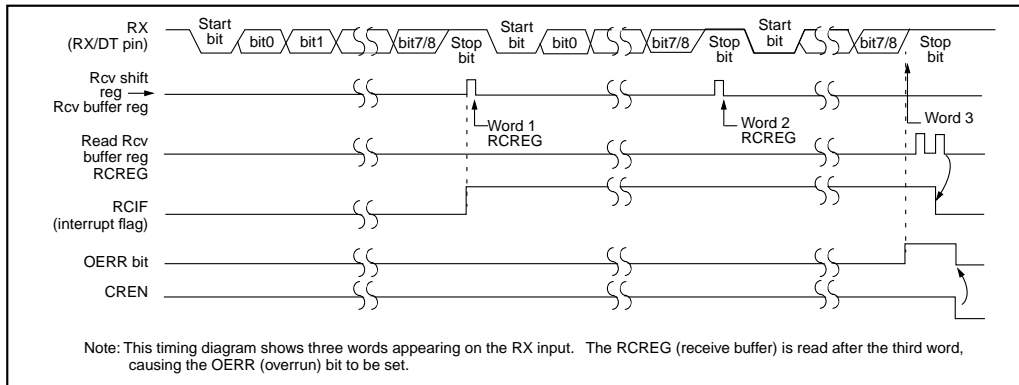 RX
(RX/DT pin)
Start
bit
bit0
bit1
bit7/8
Stop
bit
Start
bit
bit0
bit7/8
Stop
bit
Start
bit
bit7/8
Stop
bit
Rcv shift
reg
Rcv buffer reg
Word 1
RCREG
Word 2
RCREG
Word 3
Read Rcv
buffer reg
RCREG
RCIF
(interrupt flag)
OERR bit
CREN
Note: This timing diagram shows three words appearing on the RX input. The RCREG (receive buffer) is read after the third word,
causing the OERR (overrun) bit to be set.